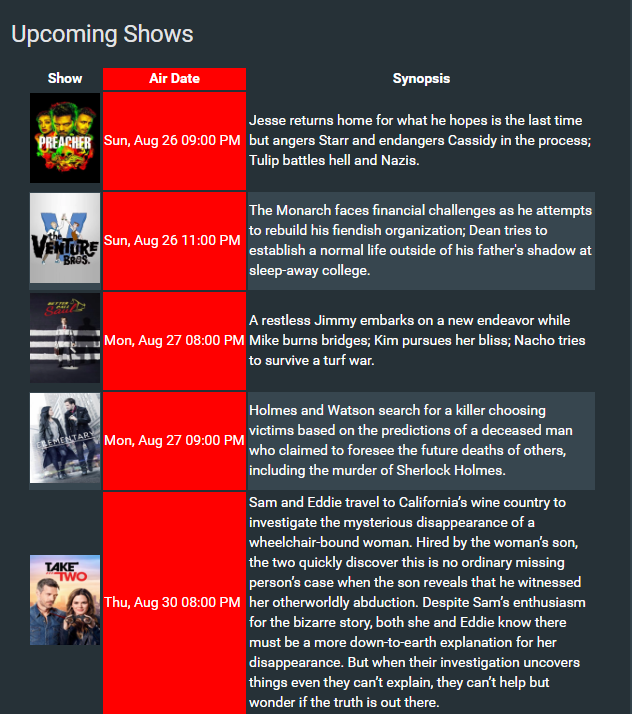 Upcoming Shows
Show Air Date Synopsis
PREACHER
Sun, Aug 26 09:00 PM
Jesse returns home for what he hopes is the last time
but angers Starr and endangers Cassidy in the process;
Tulip battles hell and Nazis.
the
VENTURE
BROS.
Sun, Aug 26 11:00 PM
The Monarch faces financial challenges as he attempts
to rebuild his fiendish organization; Dean tries to
establish a normal life outside of his father's shadow at
sleep-away college.
BETTER
CALL
Saul
Mon, Aug 27 08:00 PM
A restless Jimmy embarks on a new endeavor while
Mike burns bridges; Kim pursues her bliss; Nacho tries
to survive a turf war.
ELEMENTARY
Mon, Aug 27 09:00 PM
Holmes and Watson search for a killer choosing
victims based on the predictions of a deceased man
who claimed to foresee the future deaths of others,
including the murder of Sherlock Holmes.
TAKE
TWO
Thu, Aug 30 08:00 PM
Sam and Eddie travel to California’s wine country to
investigate the mysterious disappearance of a
wheelchair-bound woman. Hired by the woman’s son,
the two quickly discover this is no ordinary missing
person’s case when the son reveals that he witnessed
her otherworldly abduction. Despite Sam’s enthusiasm
for the bizarre story, both she and Eddie know there
must be a more down-to-earth explanation for her
disappearance. But when their investigation uncovers
things even they can’t explain, they can’t help but
wonder if the truth is out there.